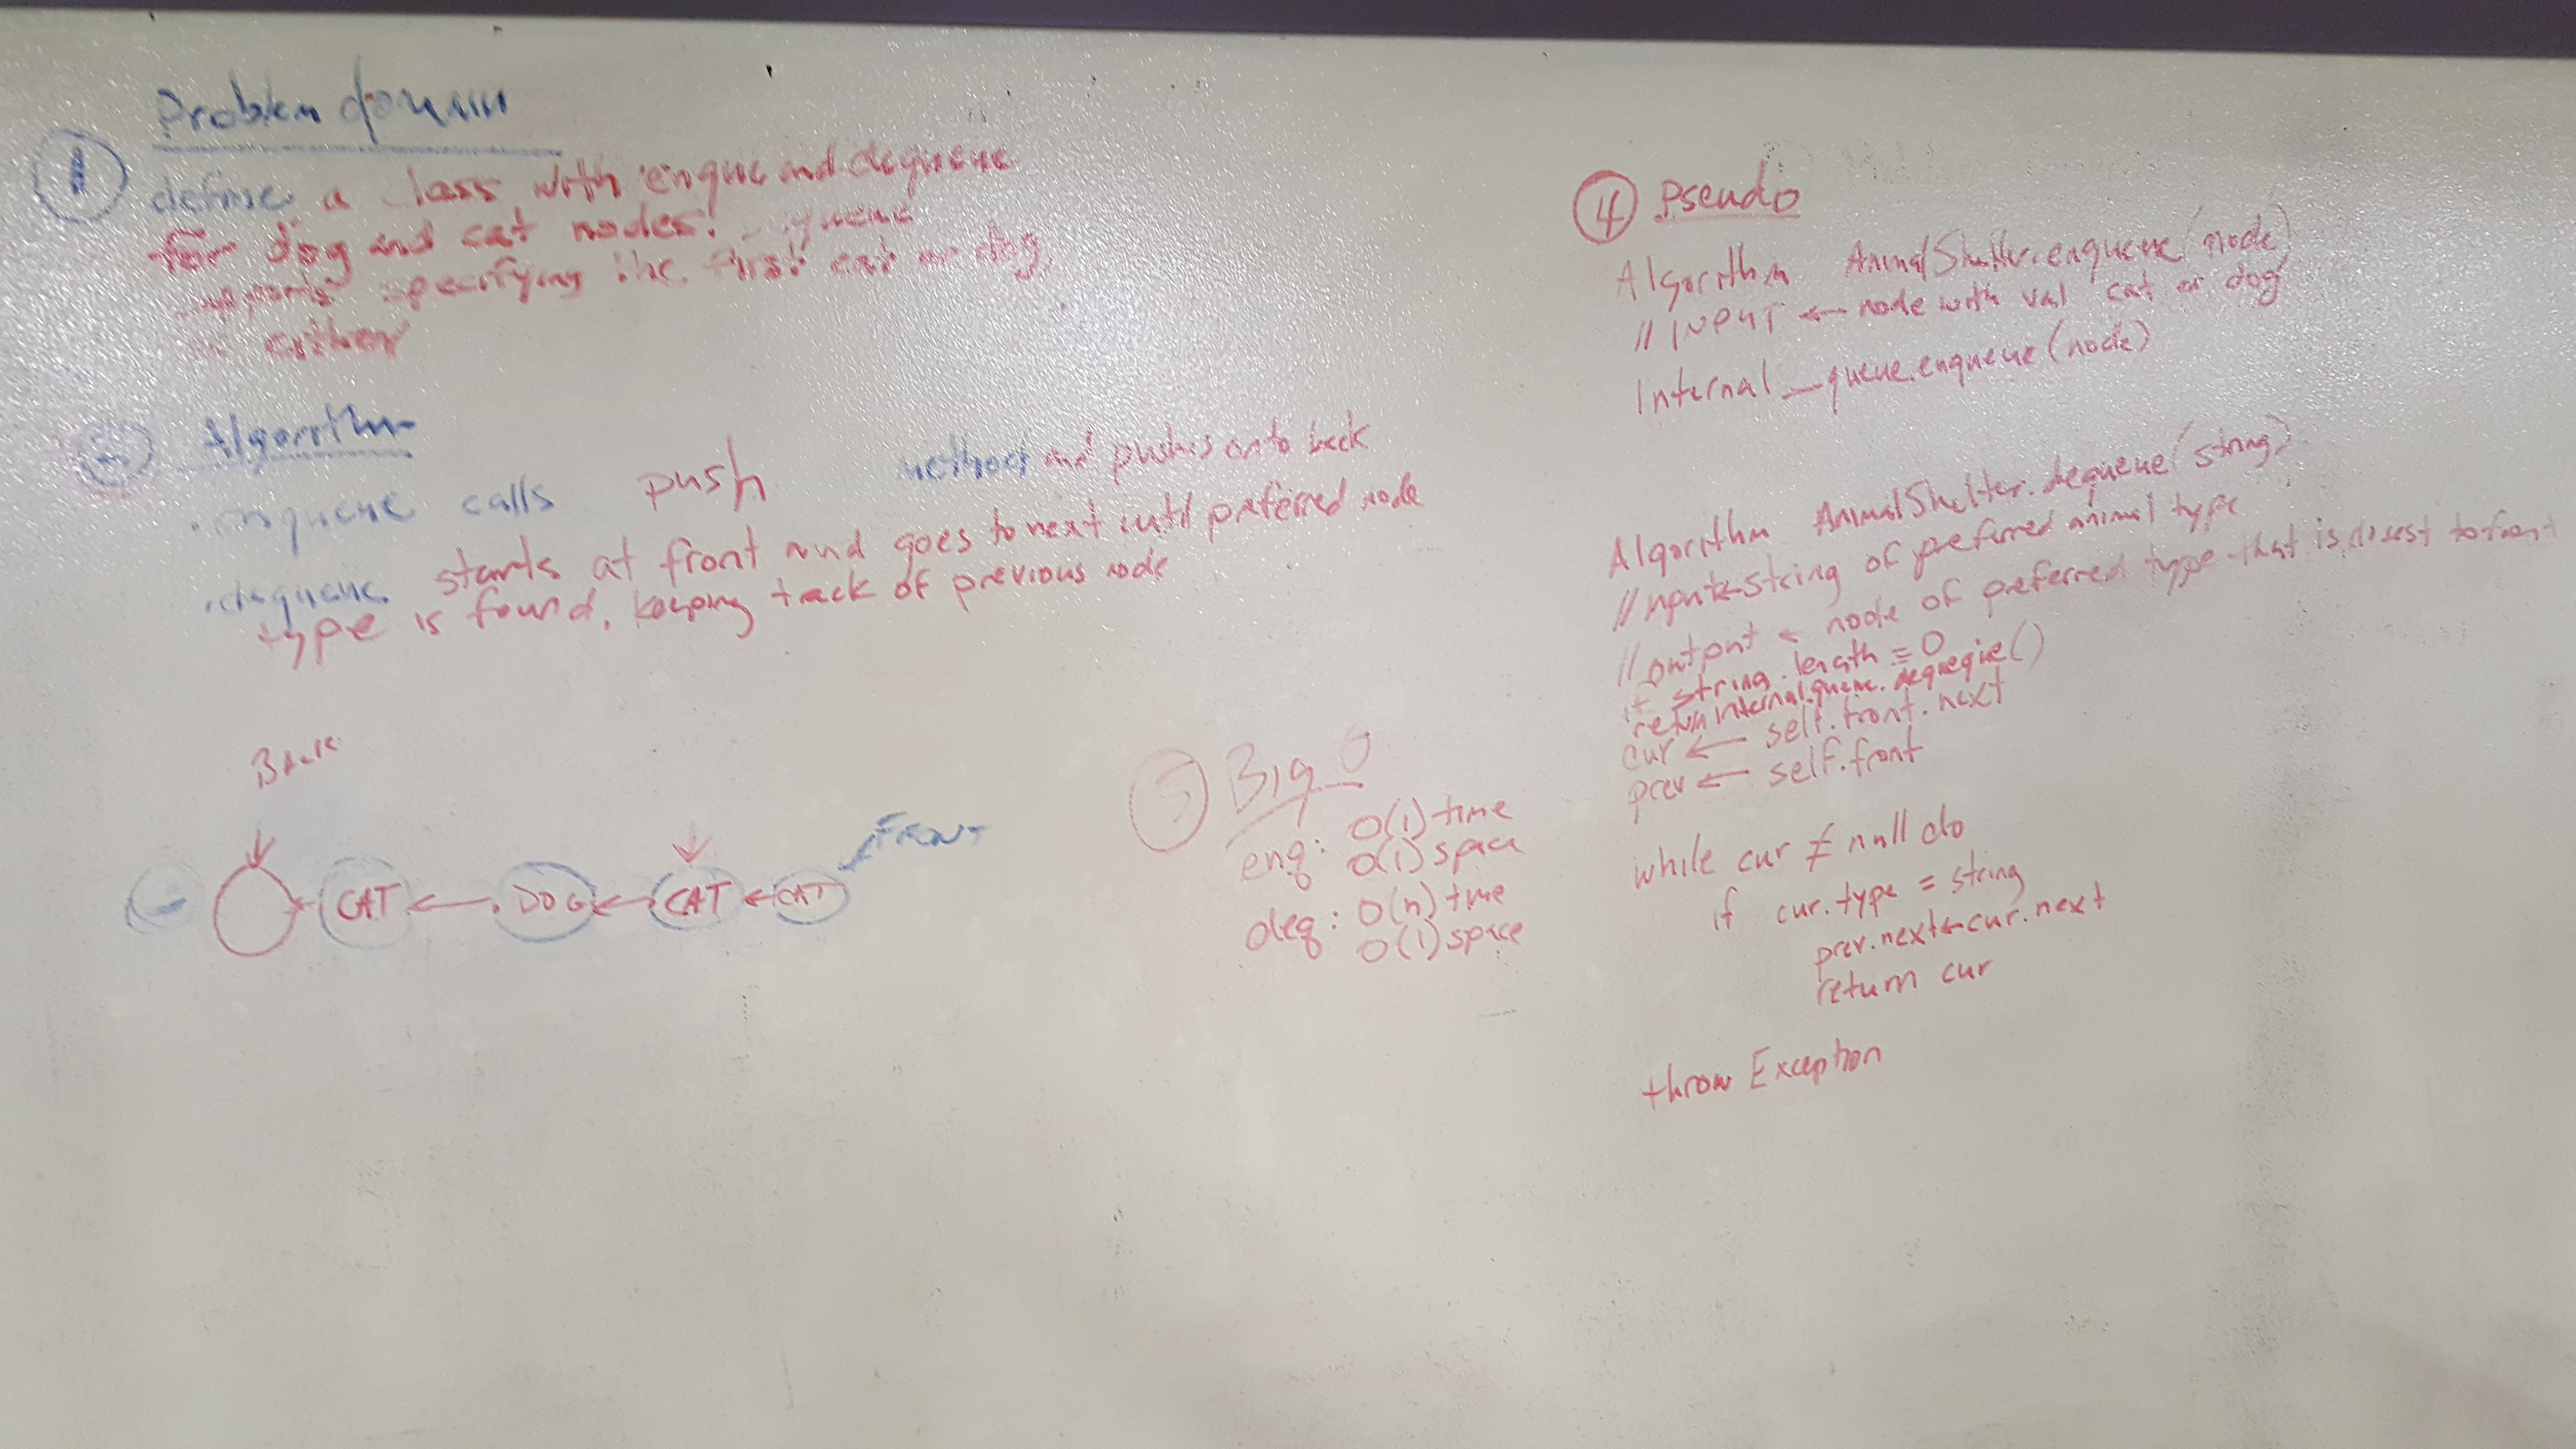 1
Problem domain
define a class with enque and dequeue
for dog and cat nodes.
specifying the first cat or dog,
either
2
Algorithm
enqueue calls push method and pushes onto back
dequeue starts at front and goes to next until preferred node
type is found, keeping track of previous node
Back
CAT ← DOG ← CAT ← CAT
FRONT
3 Big O
enq: O(1) time
O(1) space
deq: O(n) time
O(1) space
4 Pseudo
Algorithm AnimalShelter.enqueue(node)
// INPUT ← node with val cat or dog
Internal_queue.enqueue(node)
Algorithm AnimalShelter.dequeue(string)
//input←string of preferred animal type
//output ← node of preferred type that is closest to front
if string.length = 0
return internal.queue.dequeque()
cur ← self.front.next
prev ← self.front
while cur ≠ null do
if cur.type = string
prev.next←cur.next
return cur
throw Exception